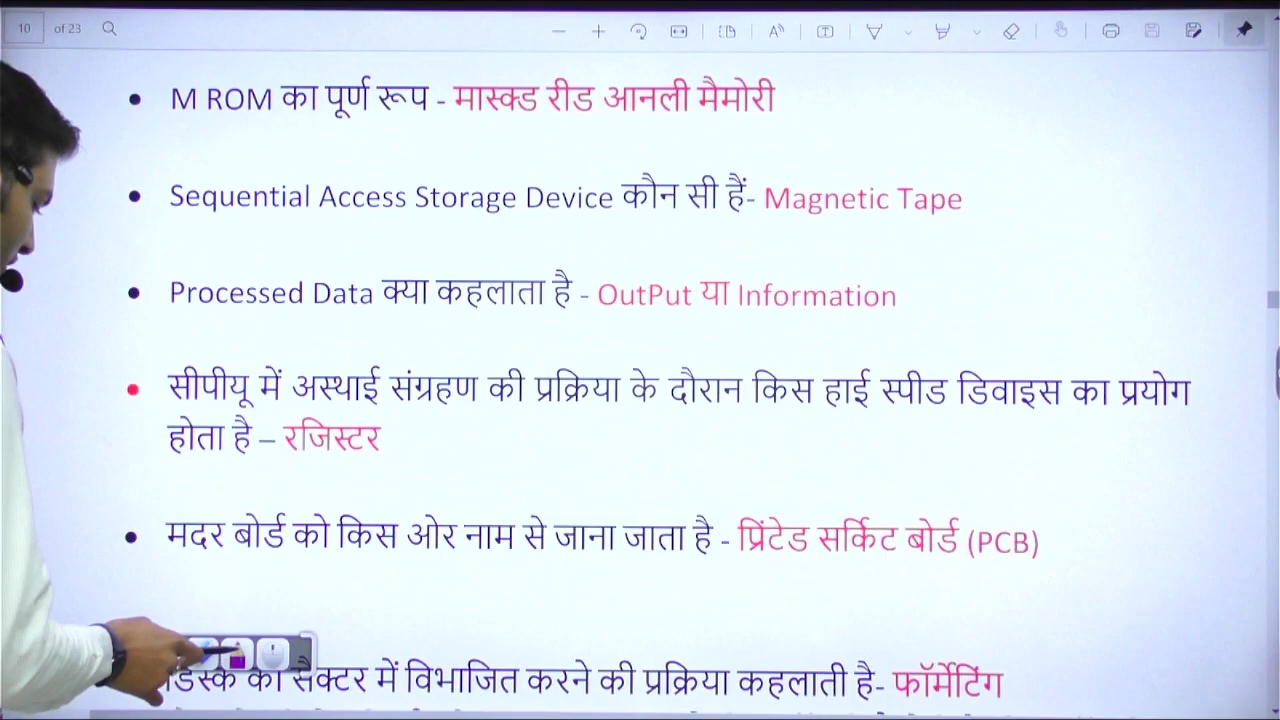 10 of 23
M ROM का पूर्ण रूप - मास्क्ड रीड आनली मैमोरी
Sequential Access Storage Device कौन सी हैं- Magnetic Tape
Processed Data क्या कहलाता है - OutPut या Information
सीपीयू में अस्थाई संग्रहण की प्रक्रिया के दौरान किस हाई स्पीड डिवाइस का प्रयोग
होता है – रजिस्टर
मदर बोर्ड को किस ओर नाम से जाना जाता है - प्रिंटेड सर्किट बोर्ड (PCB)
को सैक्टर में विभाजित करने की प्रक्रिया कहलाती है- फॉर्मेटिंग